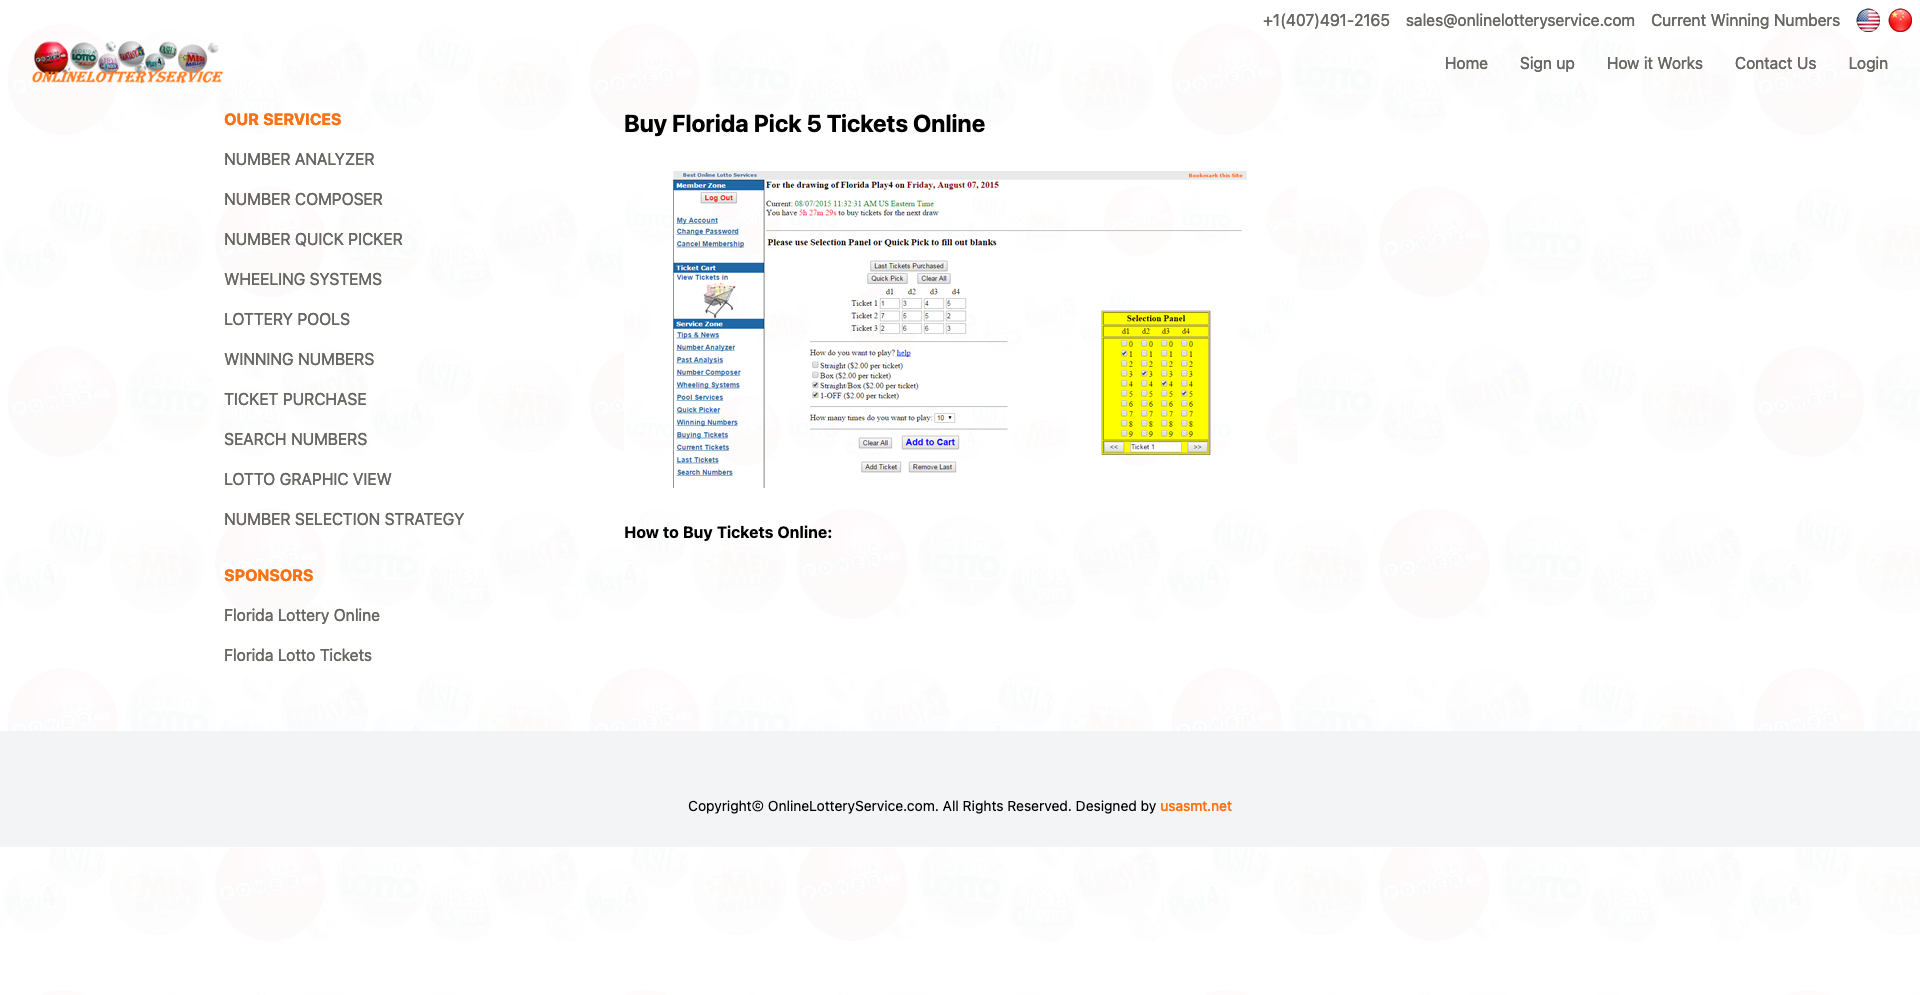 +1(407)491-2165 sales@onlinelotteryservice.com Current Winning Numbers
ONLINELOTTERYSERVICE
Home Sign up How it Works Contact Us Login
OUR SERVICES
NUMBER ANALYZER
NUMBER COMPOSER
NUMBER QUICK PICKER
WHEELING SYSTEMS
LOTTERY POOLS
WINNING NUMBERS
TICKET PURCHASE
SEARCH NUMBERS
LOTTO GRAPHIC VIEW
NUMBER SELECTION STRATEGY
SPONSORS
Florida Lottery Online
Florida Lotto Tickets
Buy Florida Pick 5 Tickets Online
Best Online Lotto Services Bookmark this Site
Member Zone
Log Out
My Account
Change Password
Cancel Membership
Ticket Cart
View Tickets in
Service Zone
Tips & News
Number Analyzer
Past Analysis
Number Composer
Wheeling Systems
Pool Services
Quick Picker
Winning Numbers
Buying Tickets
Current Tickets
Last Tickets
Search Numbers
For the drawing of Florida Play4 on Friday, August 07, 2015
Current: 08/07/2015 11:32:31 AM US Eastern Time
You have 5h 27m 29s to buy tickets for the next draw
Please use Selection Panel or Quick Pick to fill out blanks
Last Tickets Purchased
Quick Pick Clear All
d1 d2 d3 d4
Ticket 1 1 3 4 5
Ticket 2 7 5 5 2
Ticket 3 2 6 6 3
How do you want to play? help
Straight ($2.00 per ticket)
Box ($2.00 per ticket)
Straight/Box ($2.00 per ticket)
1-OFF ($2.00 per ticket)
How many times do you want to play: 10
Clear All Add to Cart
Add Ticket Remove Last
Selection Panel
d1 d2 d3 d4
0 0 0 0
1 1 1 1
2 2 2 2
3 3 3 3
4 4 4 4
5 5 5 5
6 6 6 6
7 7 7 7
8 8 8 8
9 9 9 9
<< Ticket 1 >>
How to Buy Tickets Online:
Copyright© OnlineLotteryService.com. All Rights Reserved. Designed by usasmt.net